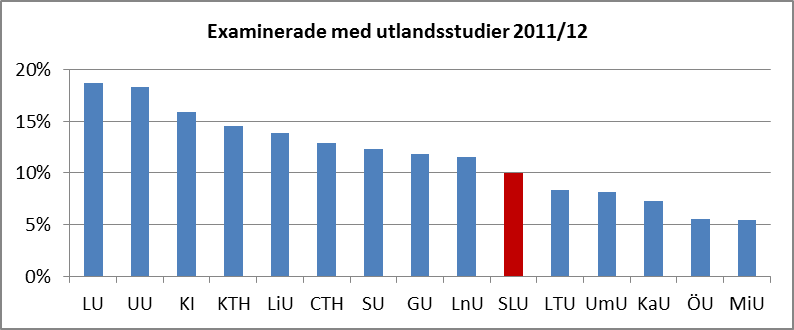 Examinerade med utlandsstudier 2011/12
20%
15%
10%
5%
0%
LU UU KI KTH LiU CTH SU GU LnU SLU LTU UmU KaU ÖU MiU